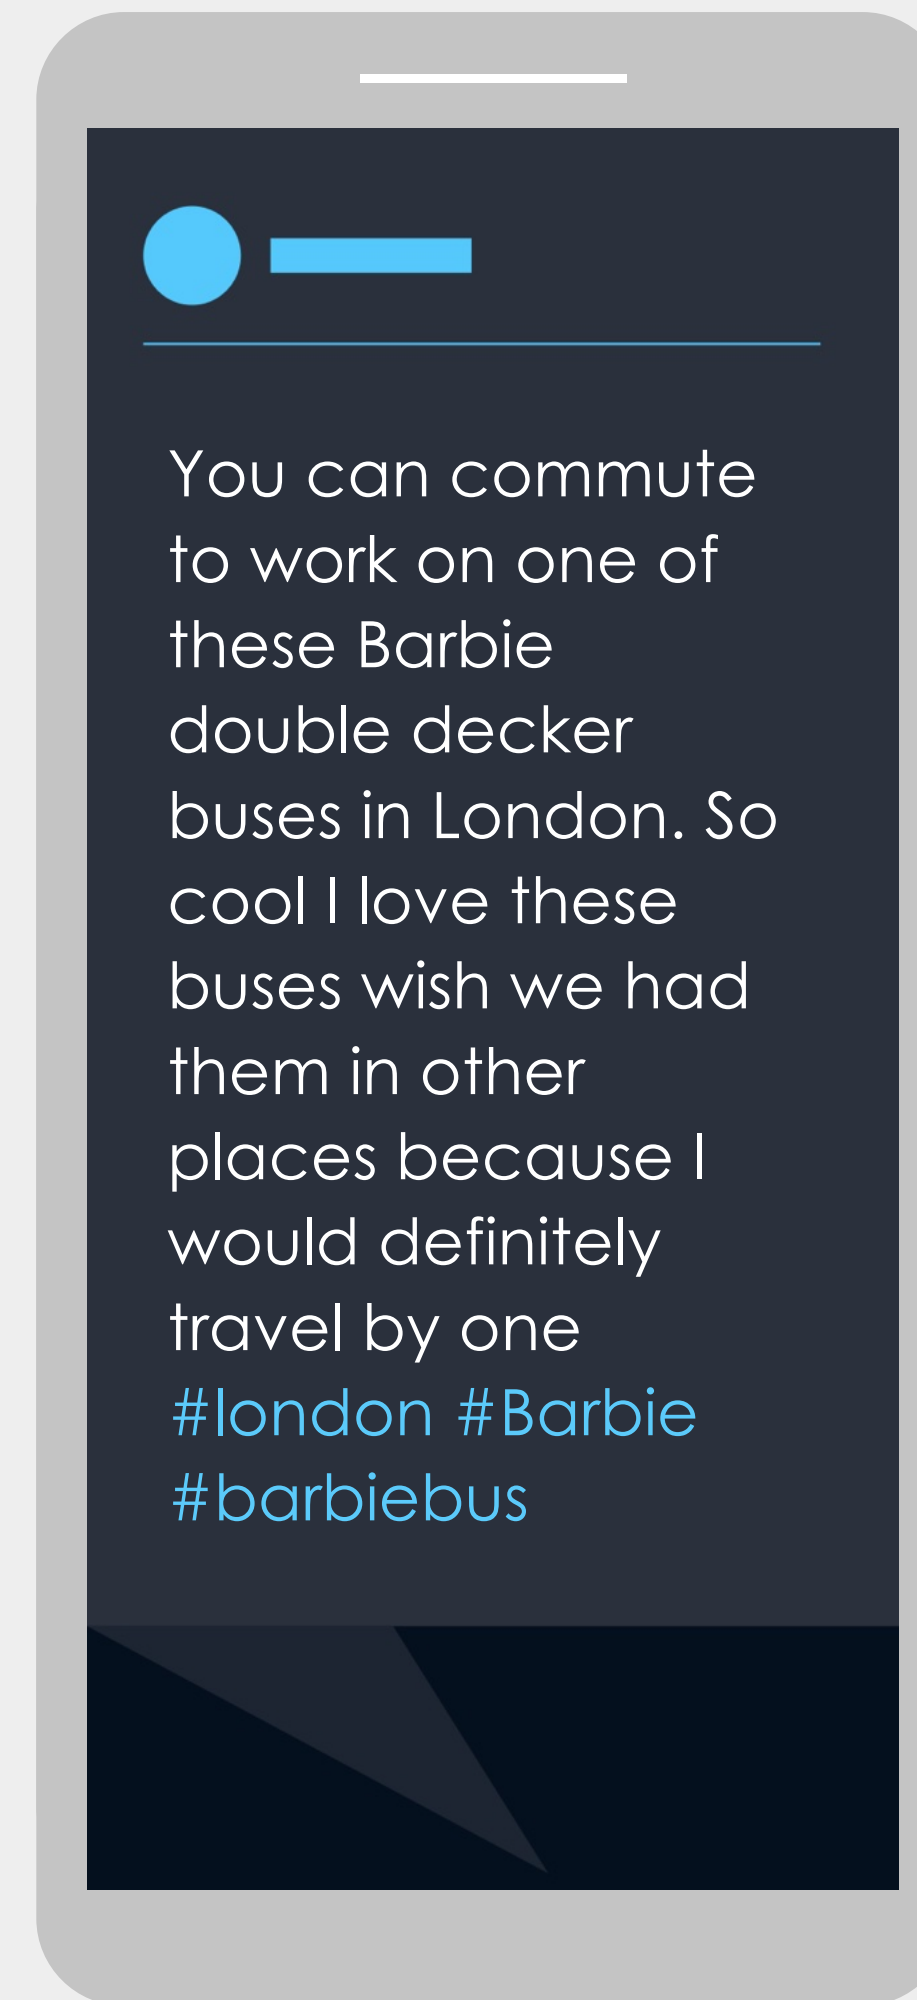 You can commute
to work on one of
these Barbie
double decker
buses in London. So
cool I love these
buses wish we had
them in other
places because I
would definitely
travel by one
#london #Barbie
#barbiebus